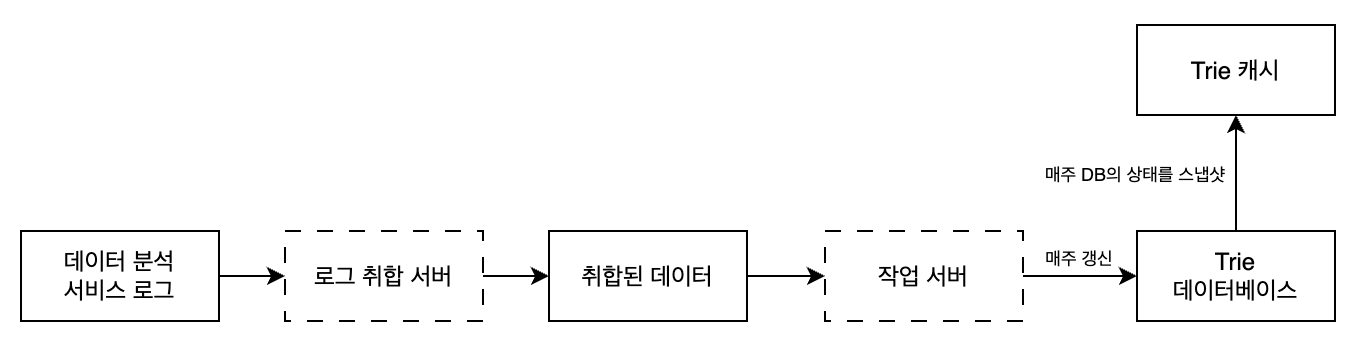 Trie 캐시
매주 DB의 상태를 스냅샷
데이터 분석
서비스 로그
로그 취합 서버
취합된 데이터
작업 서버
매주 갱신
Trie
데이터베이스